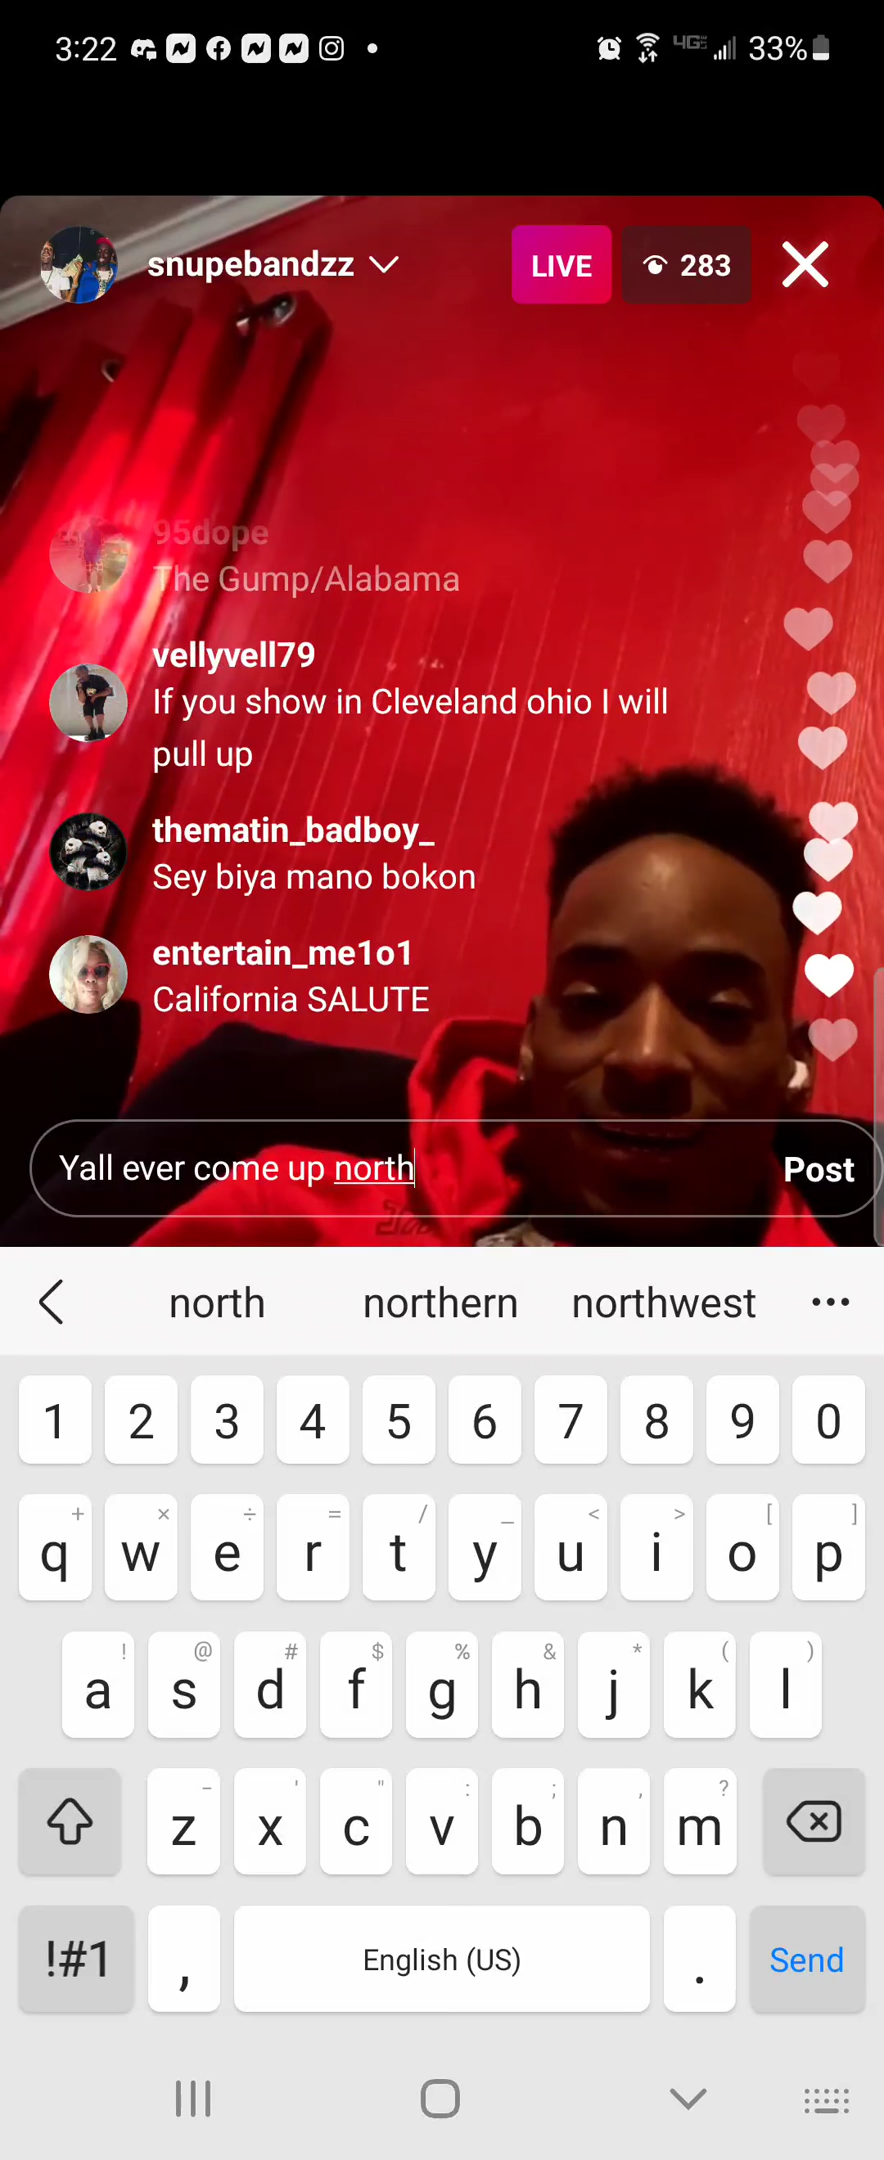 3:22 4G 33%
snupebandzz LIVE 283
95dope
The Gump/Alabama
vellyvell79
If you show in Cleveland ohio I will
pull up
thematin_badboy_
Sey biya mano bokon
entertain_me1o1
California SALUTE
Yall ever come up north Post
north northern northwest ...
1 2 3 4 5 6 7 8 9 0
+ × ÷ = / _ < > [ ]
q w e r t y u i o p
! @ # $ % & * ( )
a s d f g h j k l
- ' " : ; , ?
z x c v b n m
!#1 , English (US) . Send